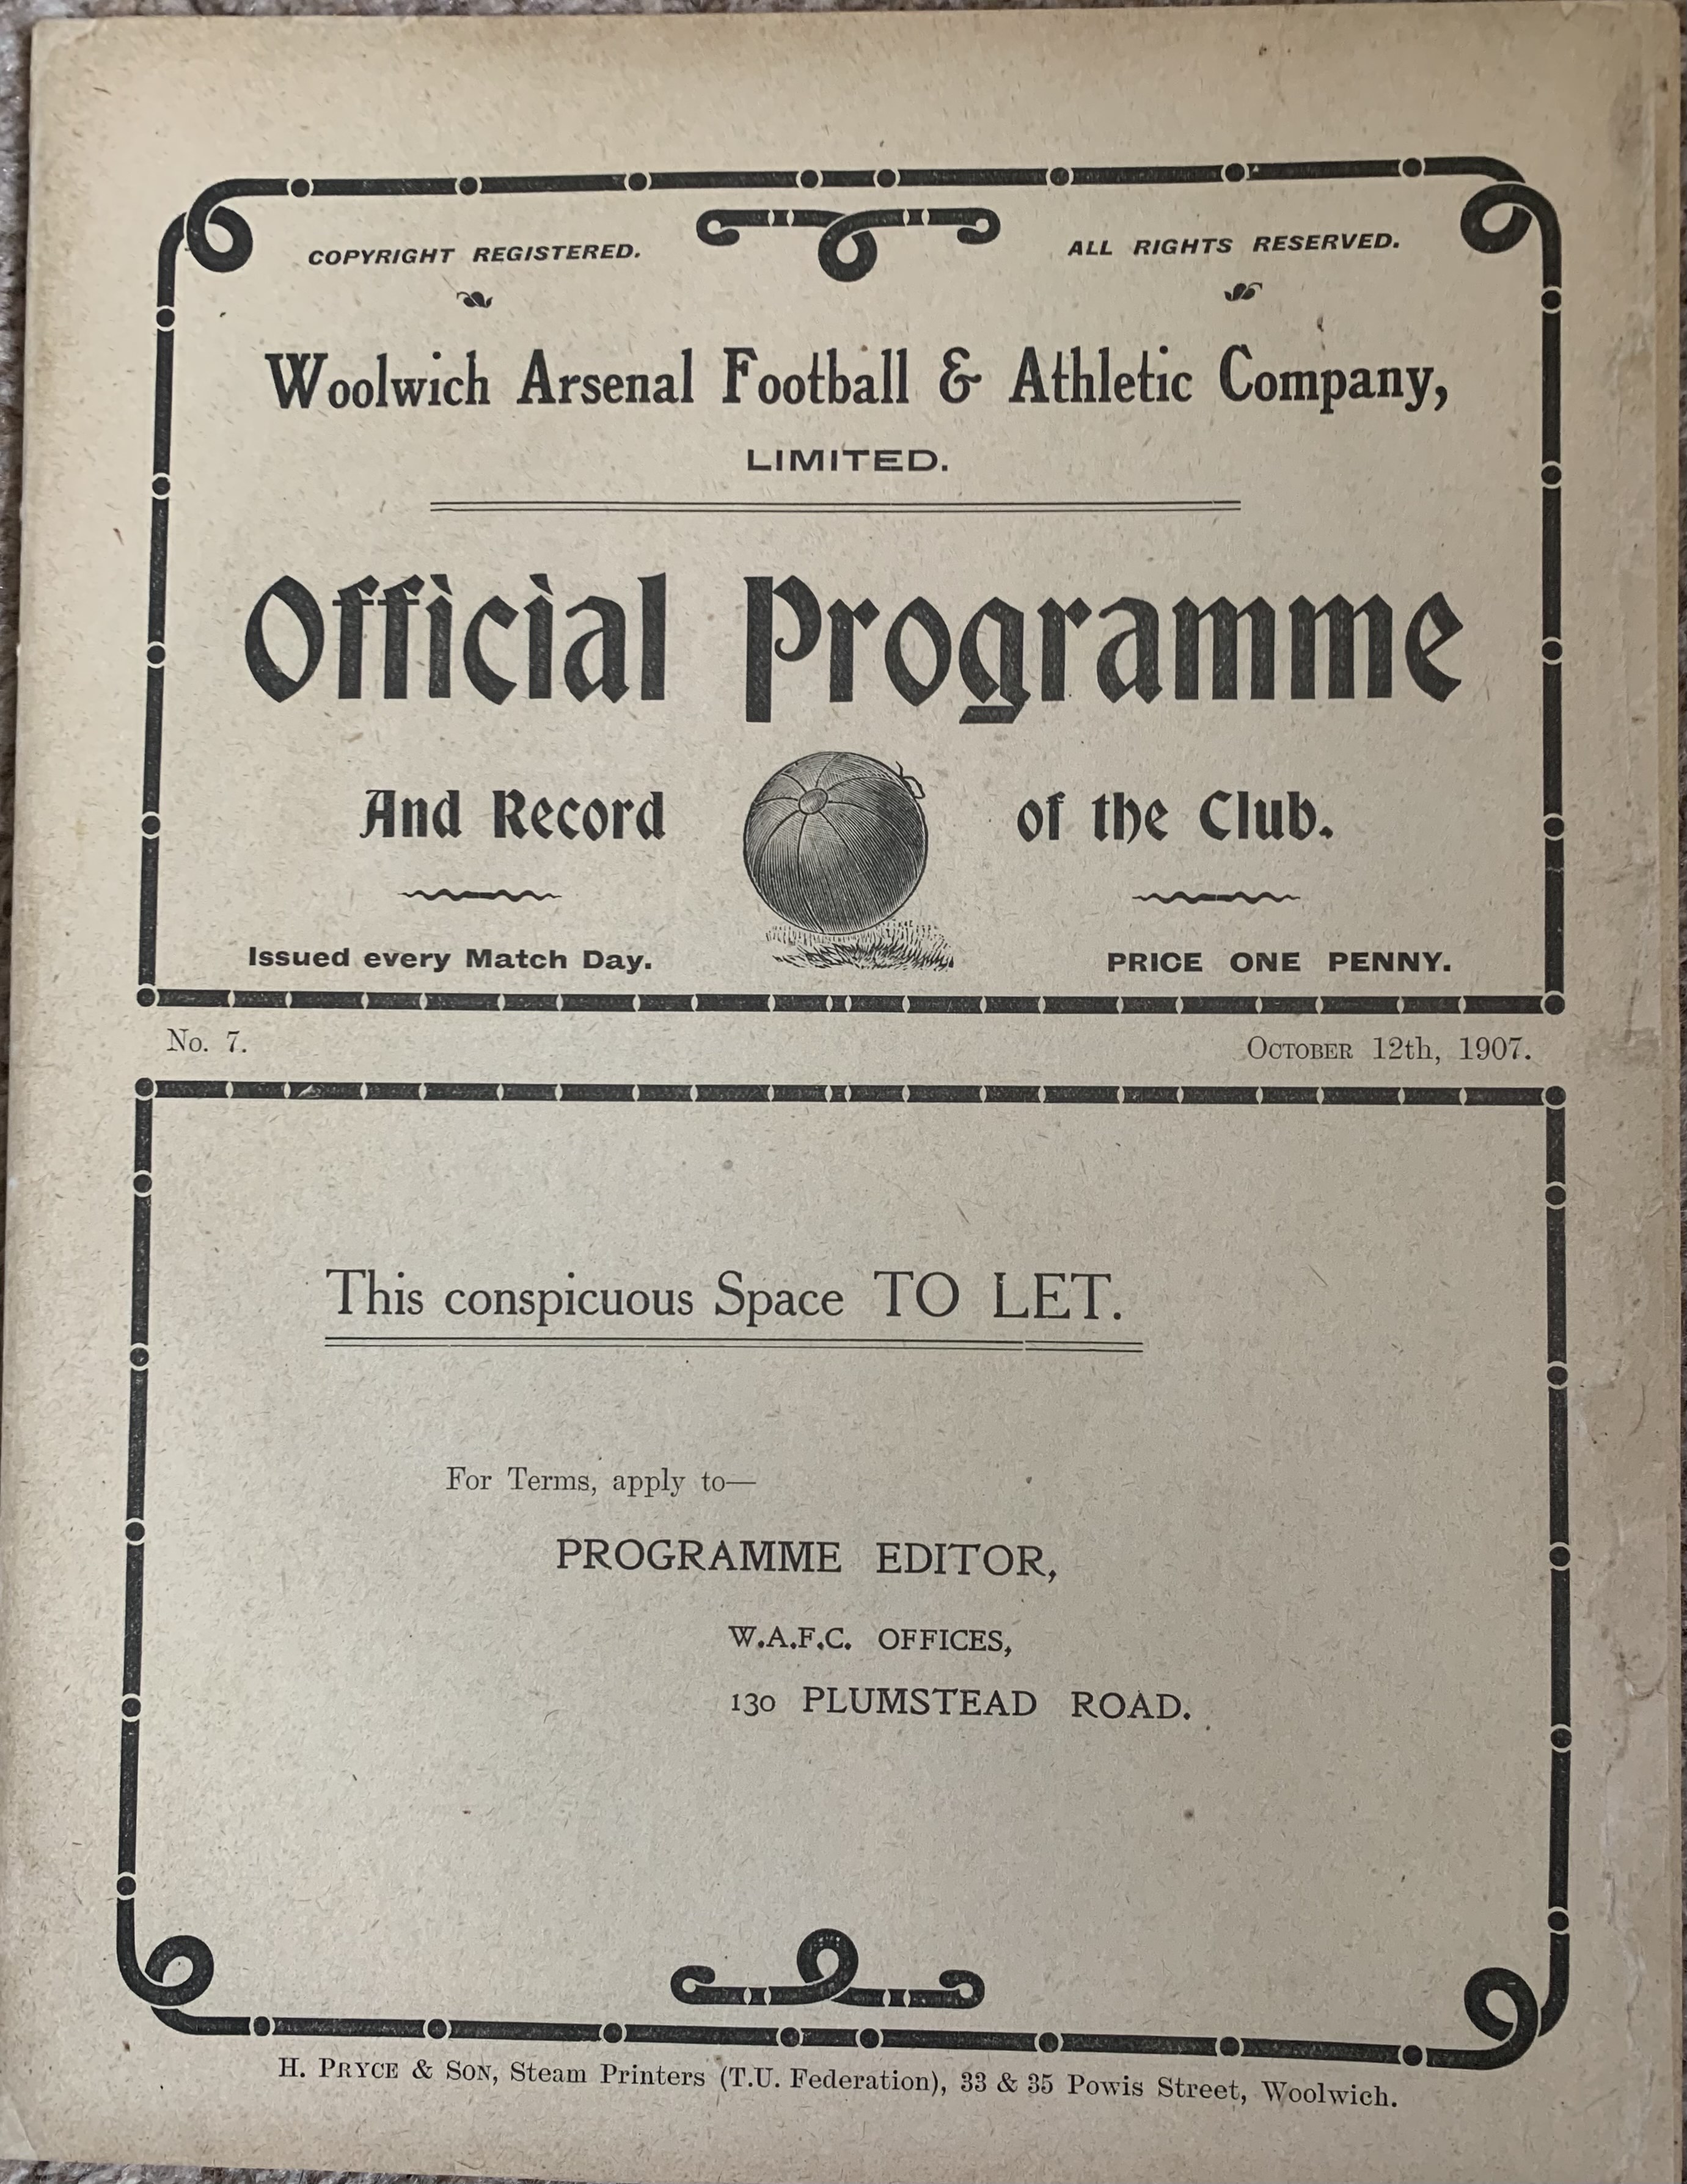 COPYRIGHT REGISTERED. ALL RIGHTS RESERVED.
Woolwich Arsenal Football & Athletic Company,
LIMITED.
Official Programme
And Record of the Club.
Issued every Match Day. PRICE ONE PENNY.
No. 7. OCTOBER 12th, 1907.
This conspicuous Space TO LET.
For Terms, apply to—
PROGRAMME EDITOR,
W.A.F.C. OFFICES,
130 PLUMSTEAD ROAD.
H. PRYCE & SON, Steam Printers (T.U. Federation), 33 & 35 Powis Street, Woolwich.